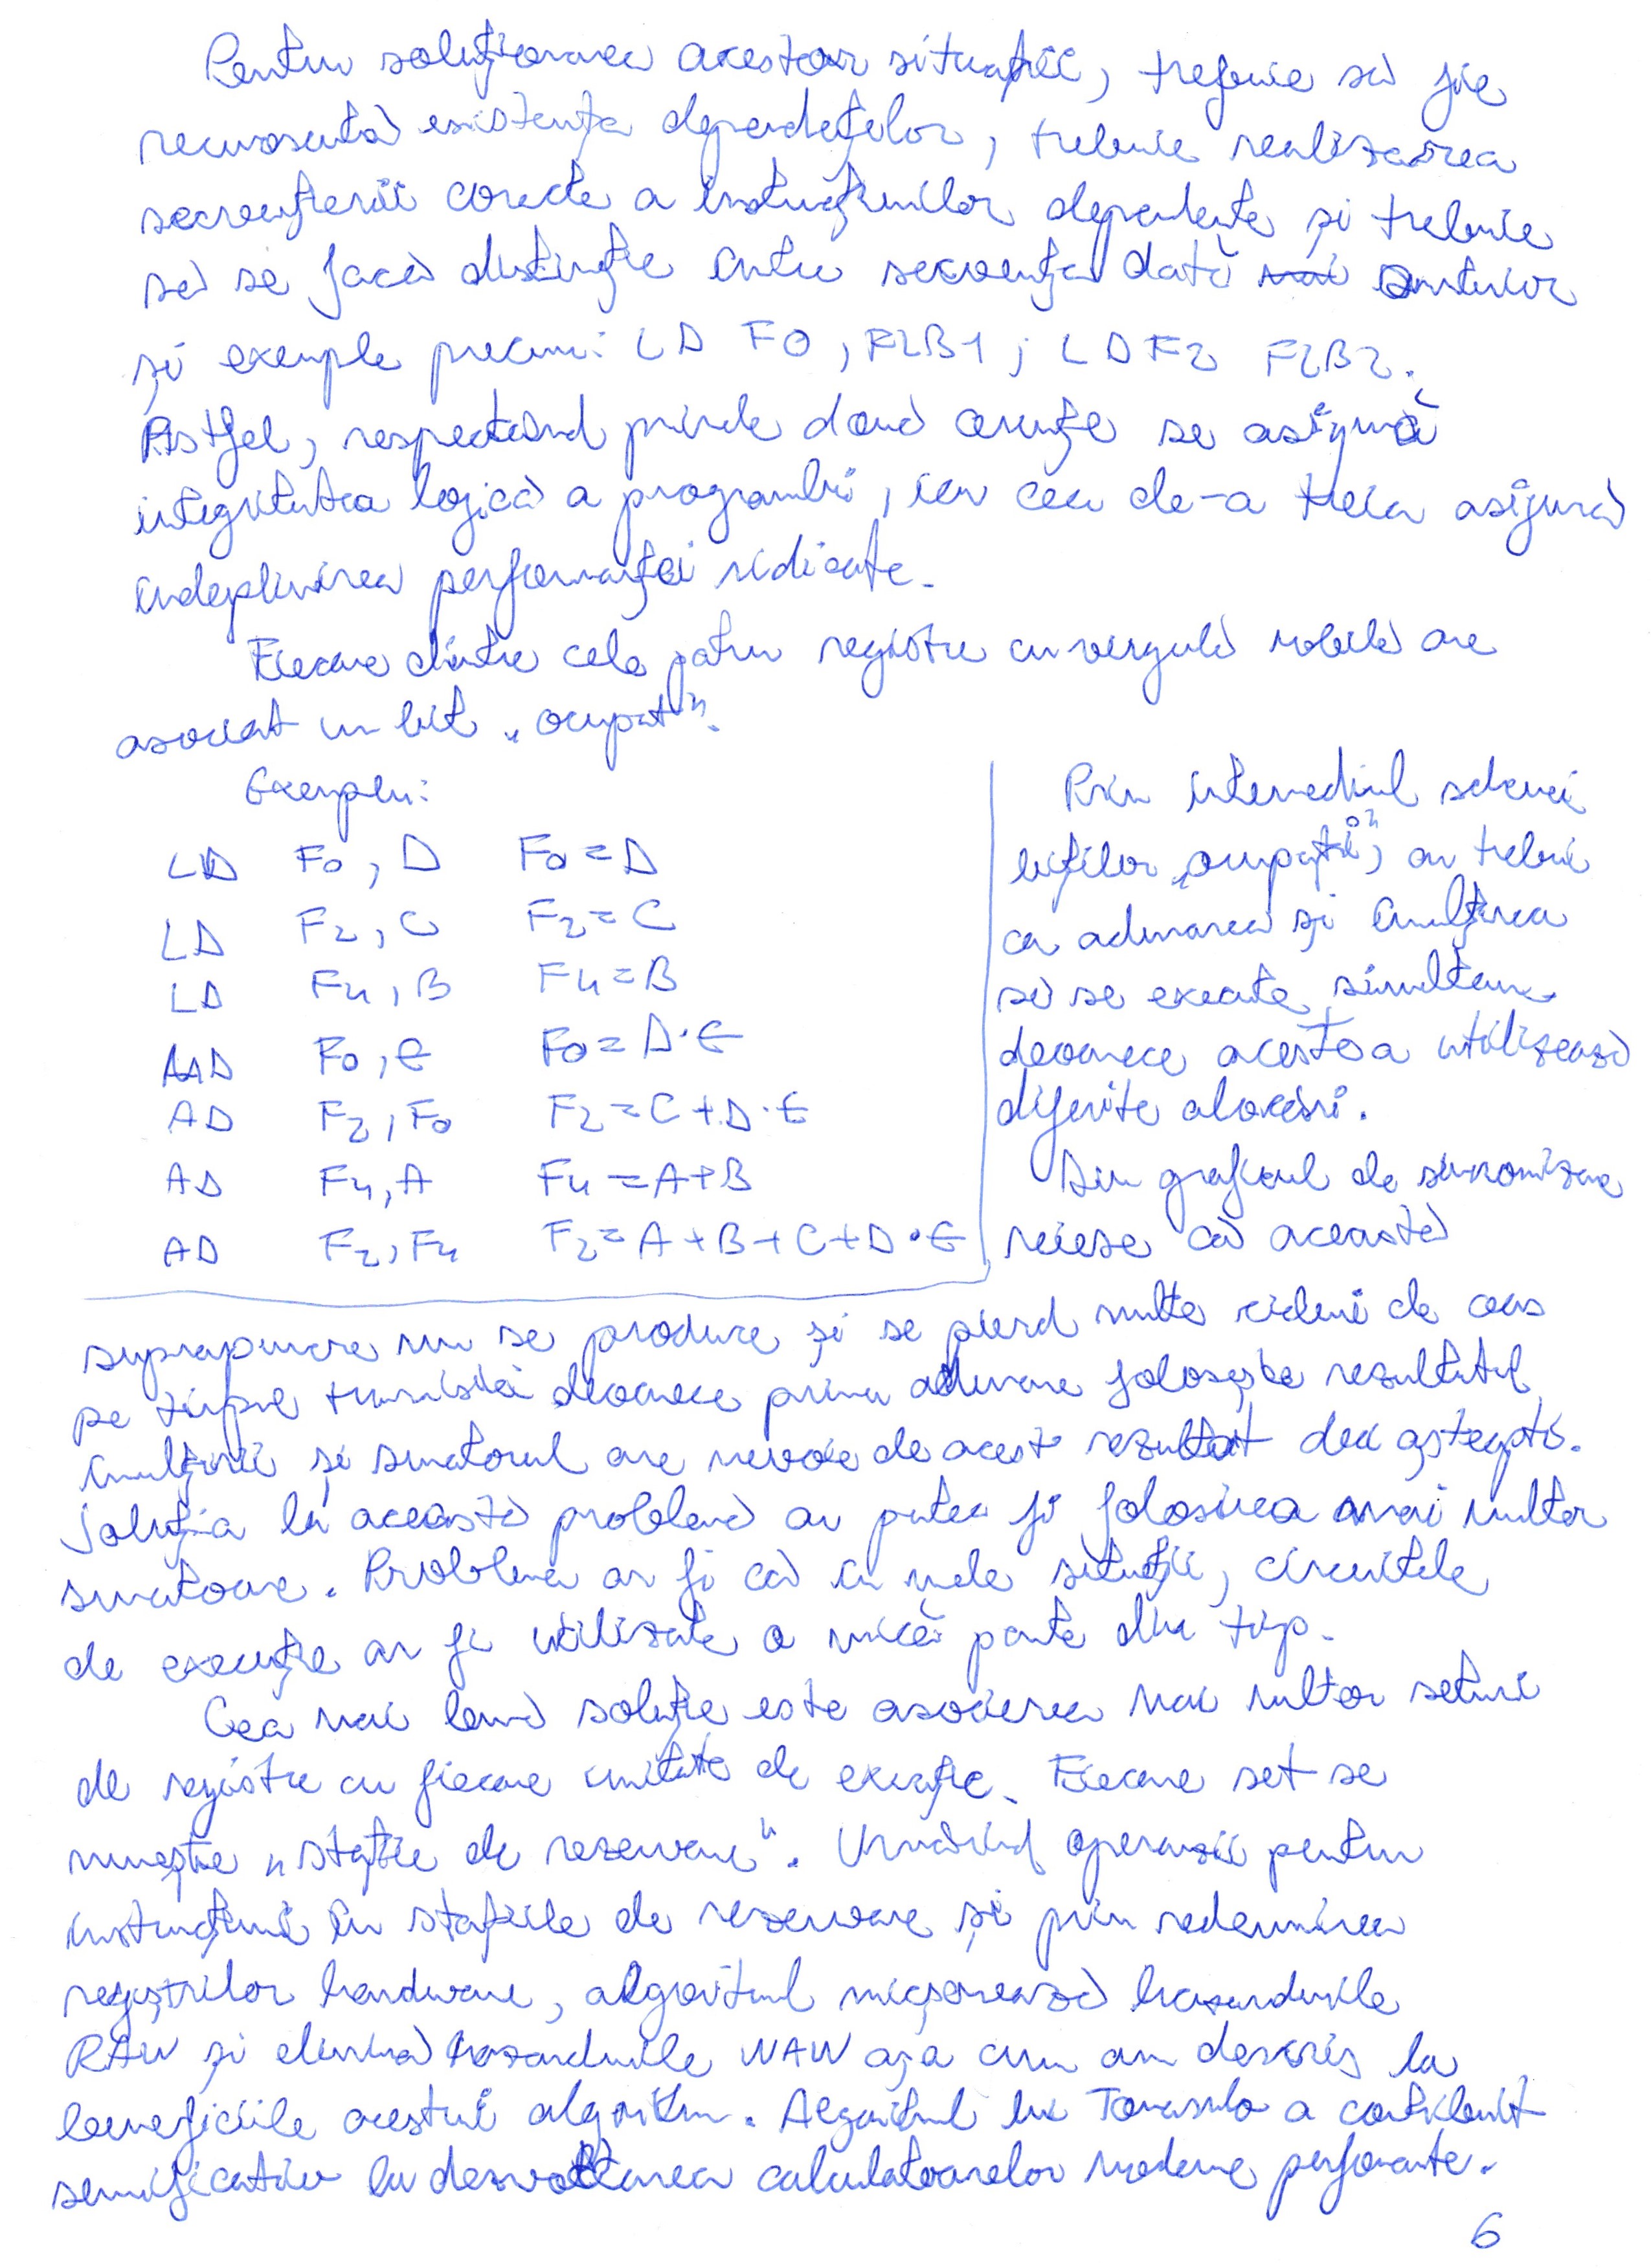 Pentru soluționarea acestor situații, trebuie să fie
recunoscută existența dependețelor, trebuie realizarea
secvențierii corecte a instrucțiunilor dependente și trebuie
să se facă distincție între secvența dată anterior
și exemple precum: LD F0, FLB1; LD F2 FLB2.
Astfel, respectând primele două cerințe se asigură
integritatea logică a programului, iar cea de-a treia asigură
îndeplinirea performanței ridicate.
Fiecare dintre cele patru registre cu virgulă mobilă are
asociat un bit „ocupat".
Exemplu:
LD F0, D F0 = D
LD F2, C F2 = C
LD F4, B F4 = B
MD F0, E F0 = D·E
AD F2, F0 F2 = C + D·E
AD F4, A F4 = A+B
AD F2, F4 F2 = A+B+C+D·E
Prin intermediul schemei
biților „ocupați", ar trebui
ca adunarea și înmulțirea
să se execute simultan
deoarece acestea utilizează
diferite alocări.
Din graficul de sincronizare
reiese că această
suprapunere nu se produce și se pierd multe cicluri de ceas
pe deoarece prima adunare folosește rezultatul
înmulțirii și sumatorul are nevoie de acest rezultat deci așteaptă.
Soluția la această problemă ar putea fi folosirea mai multor
sumatoare. Problema ar fi că în unele situații, circuitele
de execuție ar fi utilizate o mică parte din timp.
Cea mai bună soluție este asocierea mai multor seturi
de registre cu fiecare unitate de execuție. Fiecare set se
numește „stație de rezervare". Urmărind operanzii pentru
instrucțiuni în stațiile de rezervare și prin redenumirea
regiștrilor hardware, algoritmul micșorează hazardurile
RAW și elimină hazardurile WAW așa cum am descris la
beneficiile acestui algoritm. Algoritmul lui Tomasulo a contribuit
semnificativ la dezvoltarea calculatoarelor moderne performante.
6